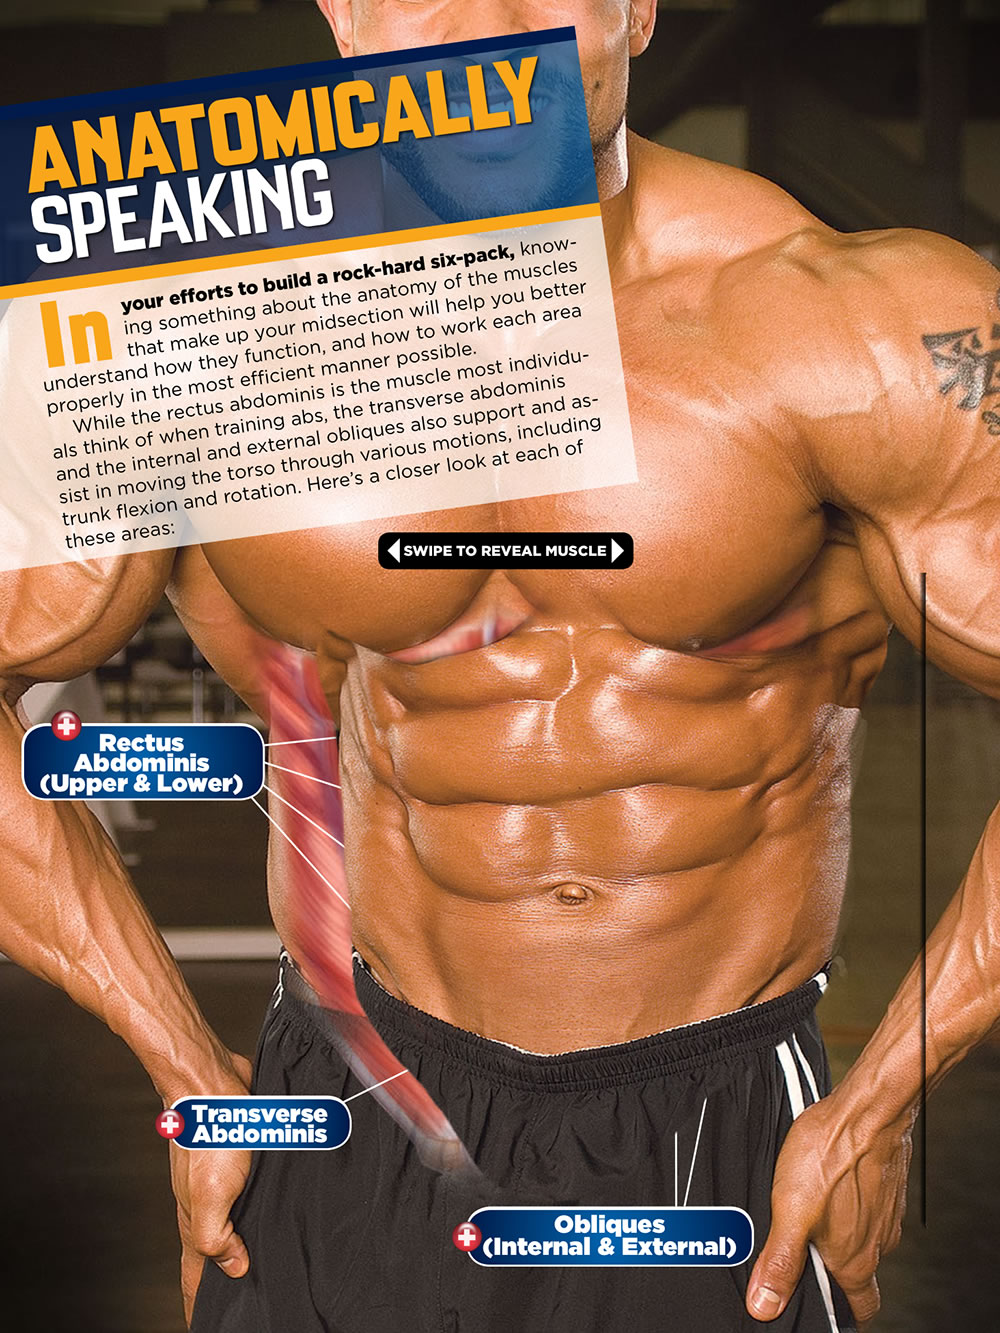 ANATOMICALLY
SPEAKING
In your efforts to build a rock-hard six-pack, know-
ing something about the anatomy of the muscles
that make up your midsection will help you better
understand how they function, and how to work each area
properly in the most efficient manner possible.
While the rectus abdominis is the muscle most individu-
als think of when training abs, the transverse abdominis
and the internal and external obliques also support and as-
sist in moving the torso through various motions, including
trunk flexion and rotation. Here’s a closer look at each of
these areas:
SWIPE TO REVEAL MUSCLE
Rectus
Abdominis
(Upper & Lower)
Transverse
Abdominis
Obliques
(Internal & External)